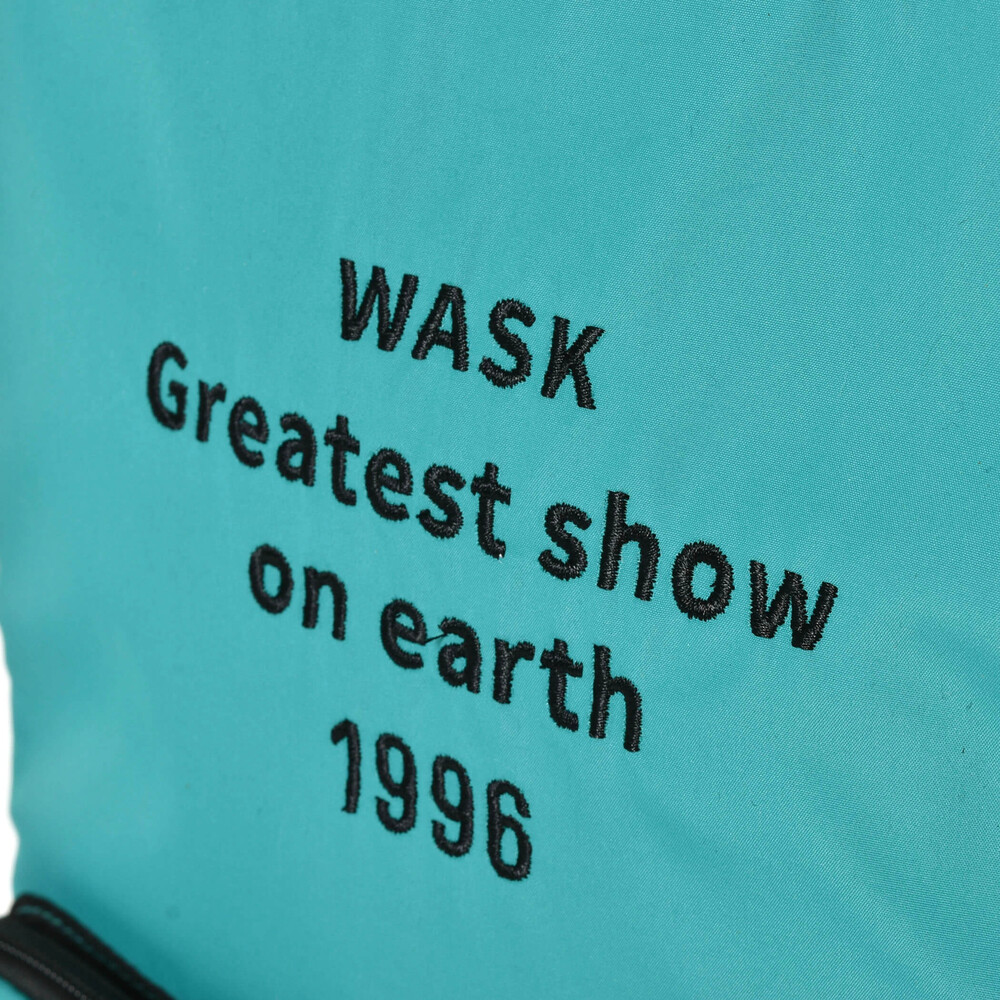 WASK
Greatest show
on earth
1996